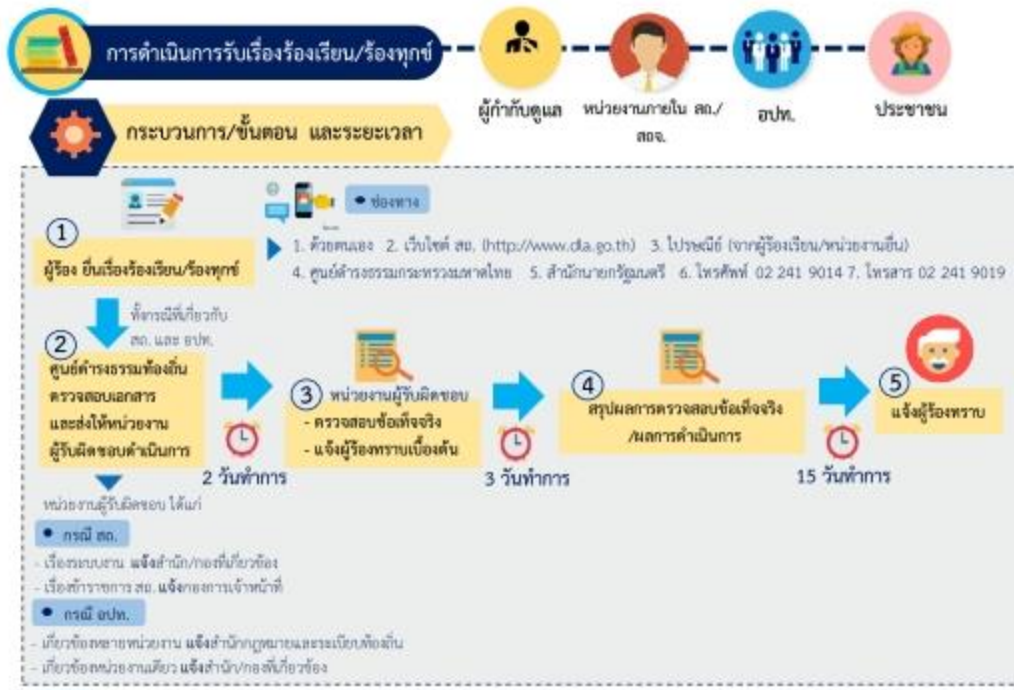 การดำเนินการรับเรื่องร้องเรียน/ร้องทุกข์
ผู้กำกับดูแล
หน่วยงานภายใน สถ./
สถจ.
อปท.
ประชาชน
กระบวนการ/ขั้นตอน และระยะเวลา
• ช่องทาง
1
ผู้ร้อง ยื่นเรื่องร้องเรียน/ร้องทุกข์
1. ด้วยตนเอง 2. เว็บไซต์ สถ. (http://www.dla.go.th) 3. ไปรษณีย์ (จากผู้ร้องเรียน/หน่วยงานอื่น)
4. ศูนย์ดำรงธรรมกระทรวงมหาดไทย 5. สำนักนายกรัฐมนตรี 6. โทรศัพท์ 02 241 9014 7. โทรสาร 02 241 9019
ทั้งกรณีที่เกี่ยวกับ
สถ. และ อปท.
2
ศูนย์ดำรงธรรมท้องถิ่น
ตรวจสอบเอกสาร
และส่งให้หน่วยงาน
ผู้รับผิดชอบดำเนินการ
2 วันทำการ
3 หน่วยงานผู้รับผิดชอบ
- ตรวจสอบข้อเท็จจริง
- แจ้งผู้ร้องทราบเบื้องต้น
3 วันทำการ
4
สรุปผลการตรวจสอบข้อเท็จจริง
/ผลการดำเนินการ
15 วันทำการ
5
แจ้งผู้ร้องทราบ
หน่วยงานผู้รับผิดชอบ ได้แก่
• กรณี สถ.
- เรื่องระบบงาน แจ้งสำนัก/กองที่เกี่ยวข้อง
- เรื่องข้าราชการ สถ. แจ้งกองการเจ้าหน้าที่
• กรณี อปท.
- เกี่ยวข้องหลายหน่วยงาน แจ้งสำนักกฎหมายและระเบียบท้องถิ่น
- เกี่ยวข้องหน่วยงานเดียว แจ้งสำนัก/กองที่เกี่ยวข้อง